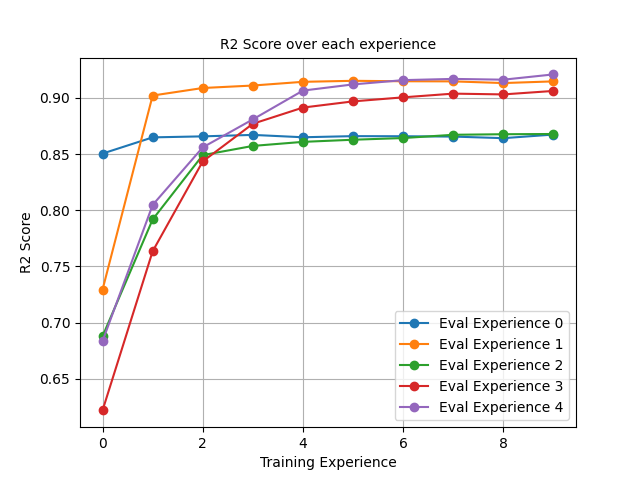 R2 Score over each experience
R2 Score
0.90
0.85
0.80
0.75
0.70
0.65
0 2 4 6 8
Training Experience
Eval Experience 0
Eval Experience 1
Eval Experience 2
Eval Experience 3
Eval Experience 4